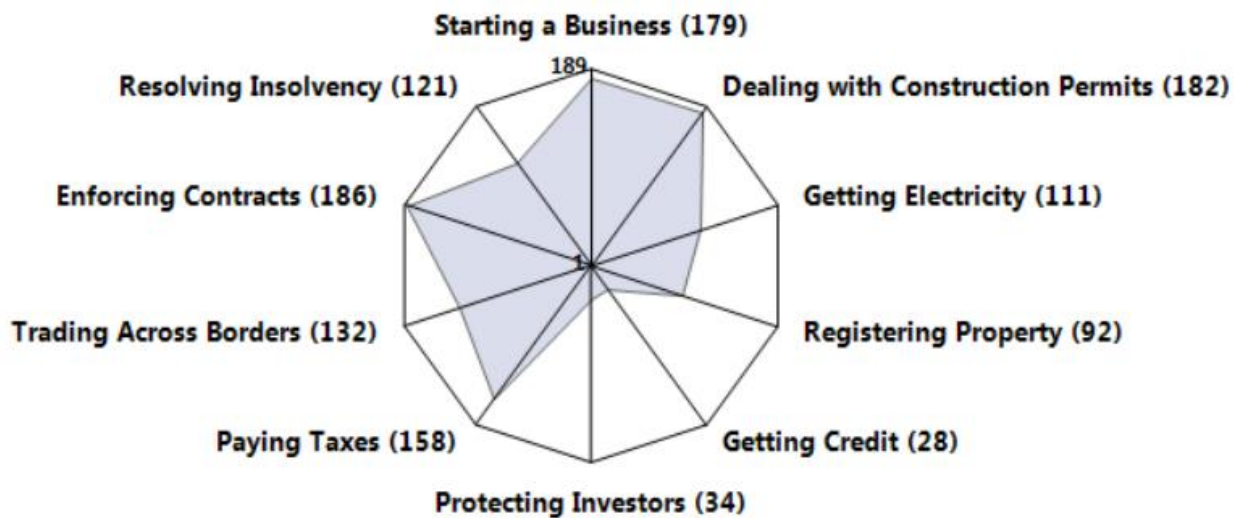 Starting a Business (179)
189
Resolving Insolvency (121)
Dealing with Construction Permits (182)
Enforcing Contracts (186)
Getting Electricity (111)
1
Trading Across Borders (132)
Registering Property (92)
Paying Taxes (158)
Getting Credit (28)
Protecting Investors (34)